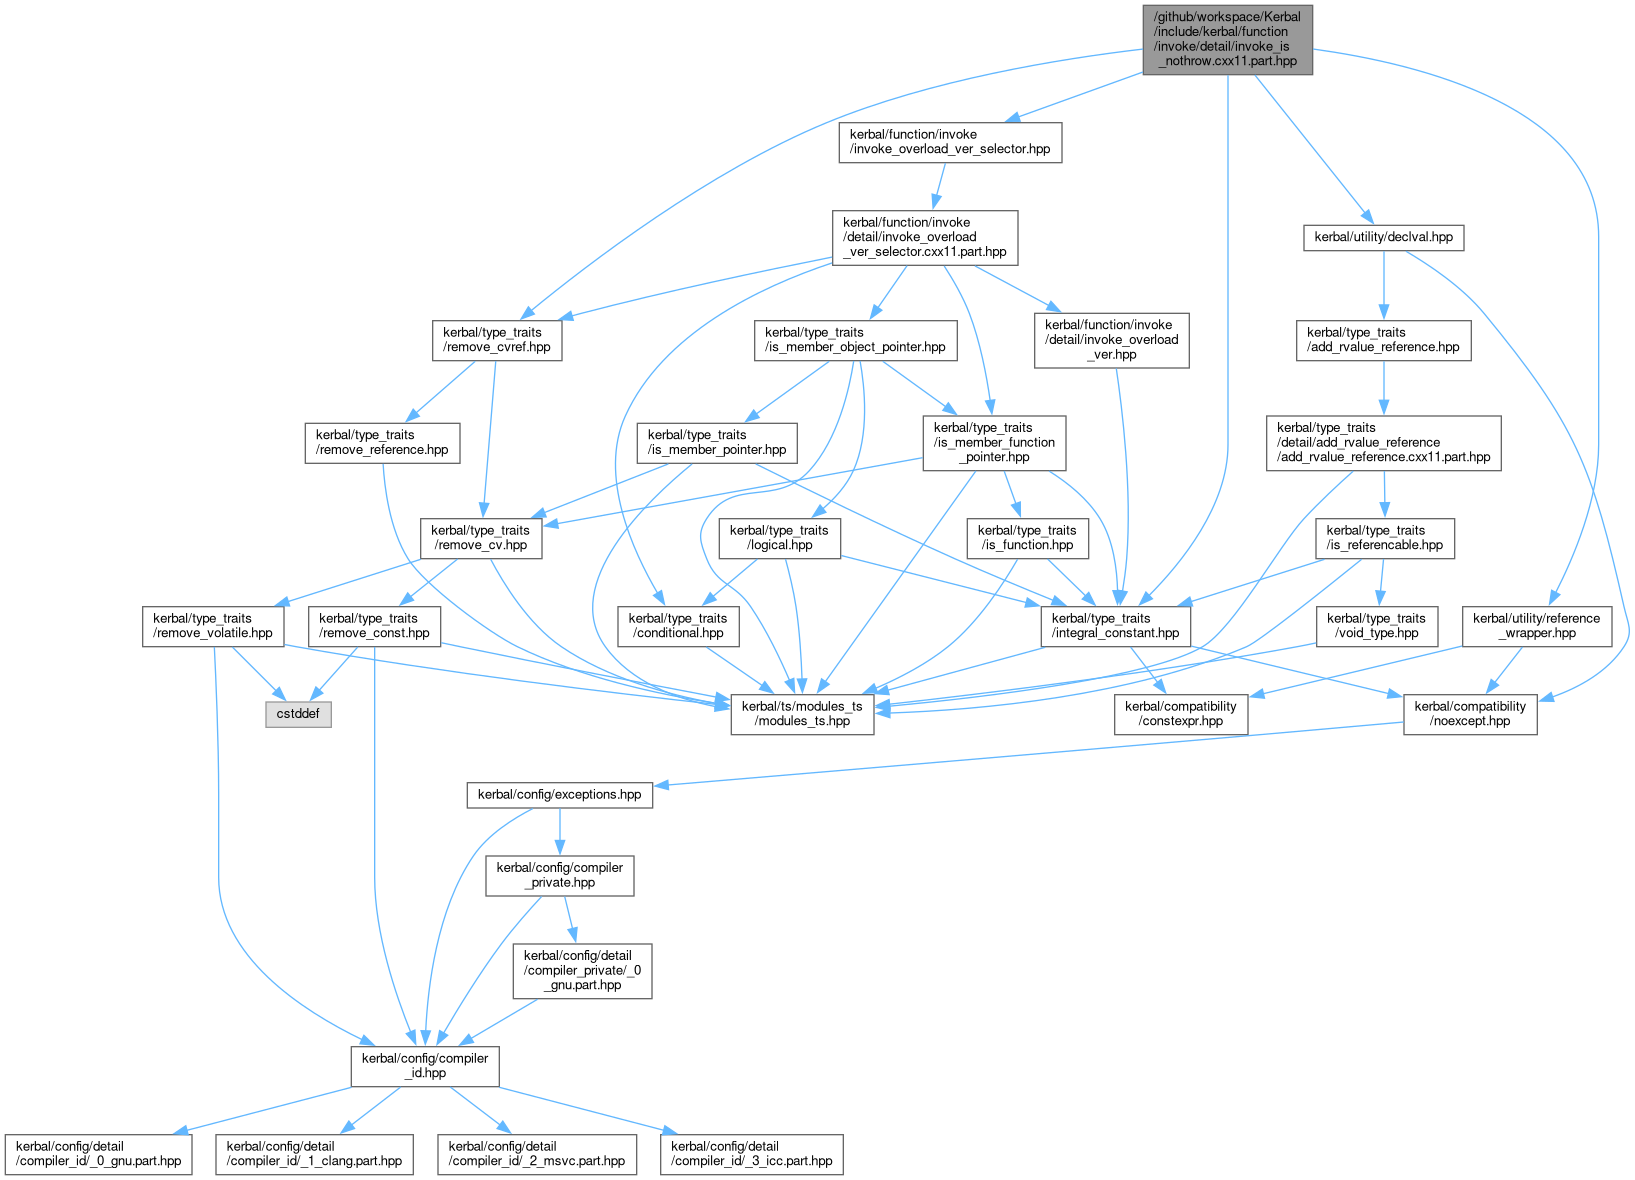 /github/workspace/Kerbal
/include/kerbal/function
/invoke/detail/invoke_is
_nothrow.cxx11.part.hpp
kerbal/function/invoke
/invoke_overload_ver_selector.hpp
kerbal/function/invoke
/detail/invoke_overload
_ver_selector.cxx11.part.hpp
kerbal/utility/declval.hpp
kerbal/type_traits
/remove_cvref.hpp
kerbal/type_traits
/is_member_object_pointer.hpp
kerbal/function/invoke
/detail/invoke_overload
_ver.hpp
kerbal/type_traits
/add_rvalue_reference.hpp
kerbal/type_traits
/remove_reference.hpp
kerbal/type_traits
/is_member_pointer.hpp
kerbal/type_traits
/is_member_function
_pointer.hpp
kerbal/type_traits
/detail/add_rvalue_reference
/add_rvalue_reference.cxx11.part.hpp
kerbal/type_traits
/remove_cv.hpp
kerbal/type_traits
/logical.hpp
kerbal/type_traits
/is_function.hpp
kerbal/type_traits
/is_referencable.hpp
kerbal/type_traits
/remove_volatile.hpp
kerbal/type_traits
/remove_const.hpp
kerbal/type_traits
/conditional.hpp
kerbal/type_traits
/integral_constant.hpp
kerbal/type_traits
/void_type.hpp
kerbal/utility/reference
_wrapper.hpp
cstddef
kerbal/ts/modules_ts
/modules_ts.hpp
kerbal/compatibility
/constexpr.hpp
kerbal/compatibility
/noexcept.hpp
kerbal/config/exceptions.hpp
kerbal/config/compiler
_private.hpp
kerbal/config/detail
/compiler_private/_0
_gnu.part.hpp
kerbal/config/compiler
_id.hpp
kerbal/config/detail
/compiler_id/_0_gnu.part.hpp
kerbal/config/detail
/compiler_id/_1_clang.part.hpp
kerbal/config/detail
/compiler_id/_2_msvc.part.hpp
kerbal/config/detail
/compiler_id/_3_icc.part.hpp